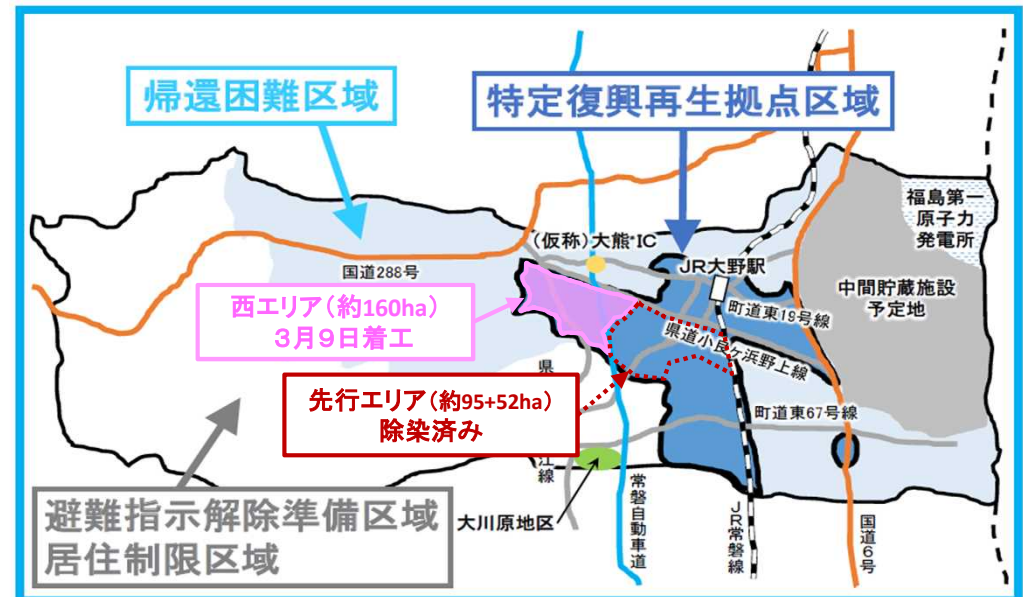 帰還困難区域
特定復興再生拠点区域
福島第一
原子力
発電所
(仮称)大熊IC
JR大野駅
国道288号
中間貯蔵施設
予定地
西エリア(約160ha)
3月9日着工
町道東19号線
県道小良ヶ浜野上線
先行エリア(約95+52ha)
除染済み
県
江線
町道東67号線
避難指示解除準備区域
居住制限区域
大川原地区
常磐自動車道
JR常磐線
国道6号